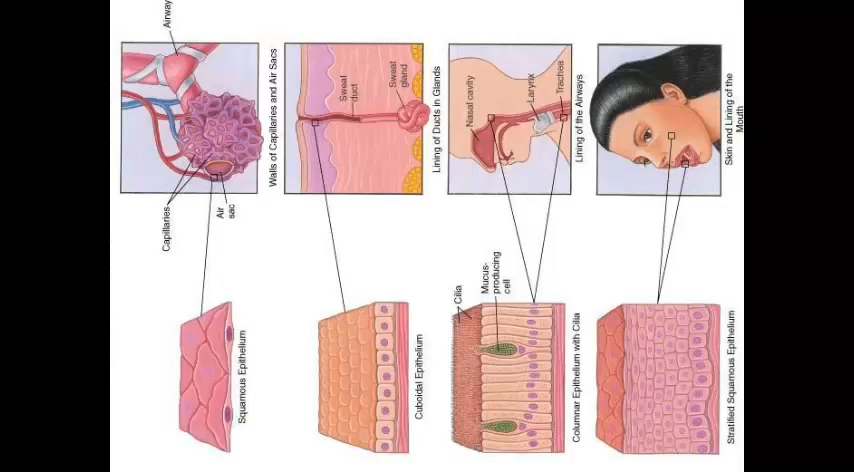 Airway
Capillaries
Air
sac
Walls of Capillaries and Air Sacs
Squamous Epithelium
Sweat
duct
Sweat
gland
Lining of Ducts in Glands
Cuboidal Epithelium
Nasal cavity
Larynx
Trachea
Lining of the Airways
Cilia
Mucus-
producing
cell
Columnar Epithelium with Cilia
Skin and Lining of the
Mouth
Stratified Squamous Epithelium